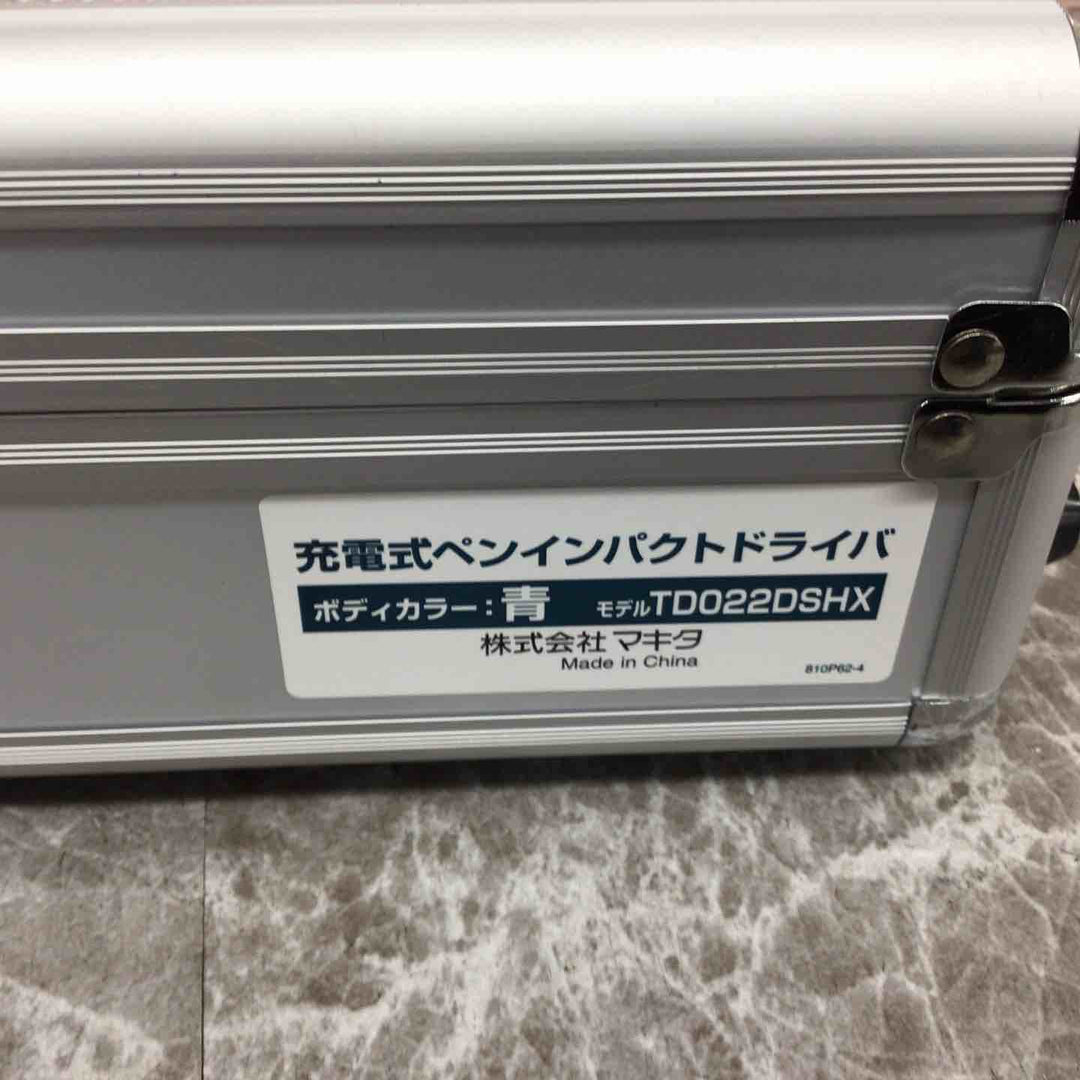 充電式ペンインパクトドライバ
ボディカラー：青 モデルTD022DSHX
株式会社 マキタ
Made in China
810P62-4